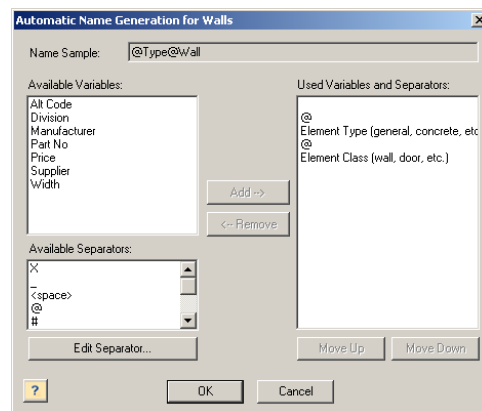 Automatic Name Generation for Walls
Name Sample:
@Type@Wall
Available Variables:
Alt Code
Division
Manufacturer
Part No
Price
Supplier
Width
Available Separators:
X
_
<space>
@
#
Edit Separator...
Add -->
<-- Remove
Used Variables and Separators:
@
Element Type (general, concrete, etc
@
Element Class (wall, door, etc.)
Move Up
Move Down
?
OK
Cancel